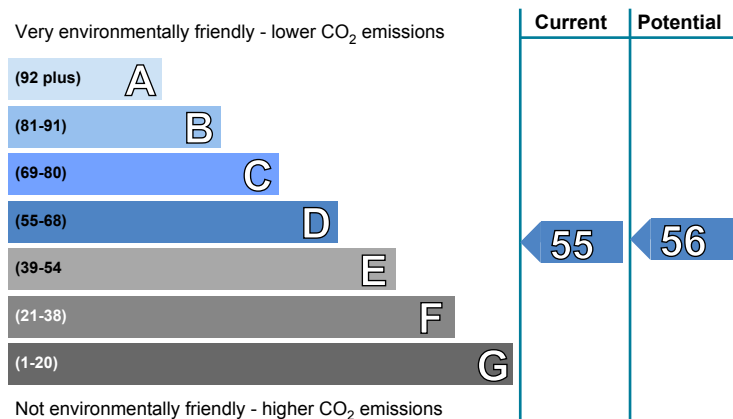 Very environmentally friendly - lower CO₂ emissions
Current Potential
(92 plus) A
(81-91) B
(69-80) C
(55-68) D
55 56
(39-54 E
(21-38) F
(1-20) G
Not environmentally friendly - higher CO₂ emissions